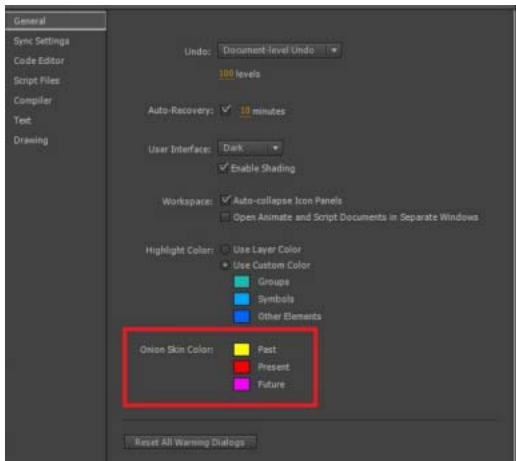 General
Sync Settings
Code Editor
Script Files
Compiler
Text
Drawing
Undo: Document-level Undo
100 levels
Auto-Recovery: 10 minutes
User Interface: Dark
Enable Shading
Workspace: Auto-collapse Icon Panels
Open Animate and Script Documents in Separate Windows
Highlight Color: Use Layer Color
Use Custom Color
Groups
Symbols
Other Elements
Onion Skin Color: Past
Present
Future
Reset All Warning Dialogs